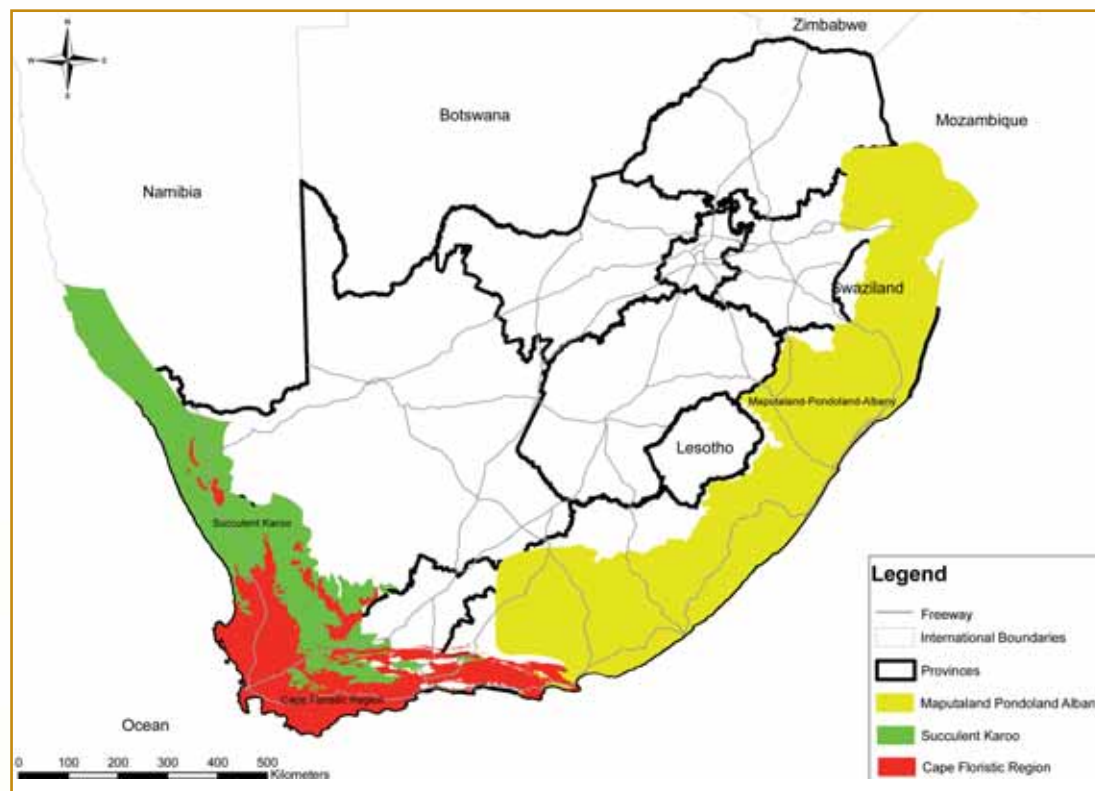 N
W E
S
Zimbabwe
Botswana
Mozambique
Namibia
Swaziland
Maputaland-Pondoland-Albany
Lesotho
Succulent Karoo
Cape Floristic Region
Ocean
0 100 200 300 400 500
Kilometers
Legend
Freeway
International Boundaries
Provinces
Maputaland Pondoland Alban
Succulent Karoo
Cape Floristic Region